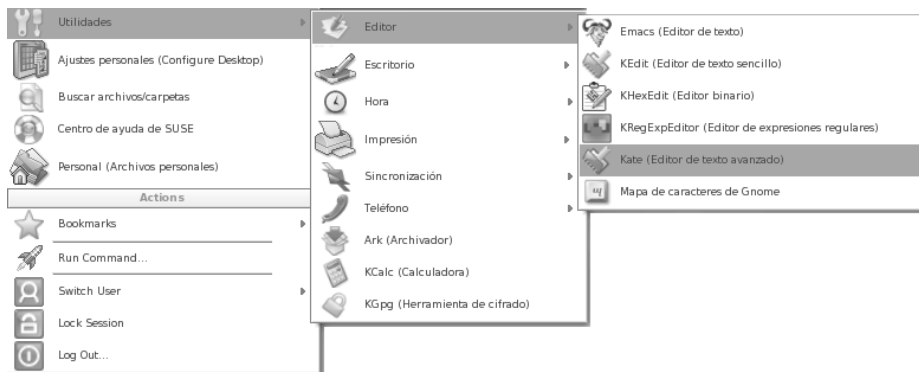 Utilidades
Ajustes personales (Configure Desktop)
Buscar archivos/carpetas
Centro de ayuda de SUSE
Personal (Archivos personales)
Actions
Bookmarks
Run Command...
Switch User
Lock Session
Log Out...
Editor
Escritorio
Hora
Impresión
Sincronización
Teléfono
Ark (Archivador)
KCalc (Calculadora)
KGpg (Herramienta de cifrado)
Emacs (Editor de texto)
KEdit (Editor de texto sencillo)
KHexEdit (Editor binario)
KRegExpEditor (Editor de expresiones regulares)
Kate (Editor de texto avanzado)
Mapa de caracteres de Gnome